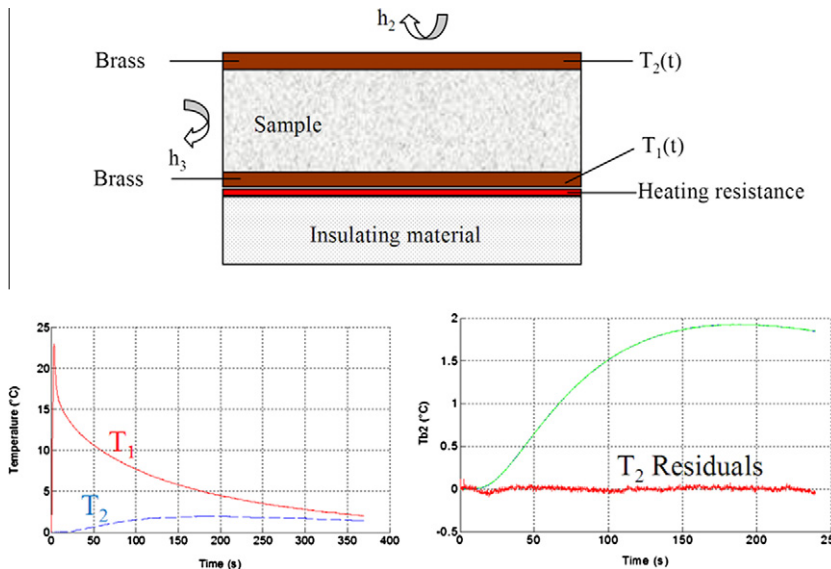 h2
Brass
T2(t)
Sample
h3
T1(t)
Brass
Heating resistance
Insulating material
25
20
15
10
5
0
0 50 100 150 200 250 300 350 400
Temperature (°C)
Time (s)
T1
T2
2
1.5
1
0.5
0
-0.5
0 50 100 150 200 250
Tb2 (°C)
Time (s)
T2 Residuals